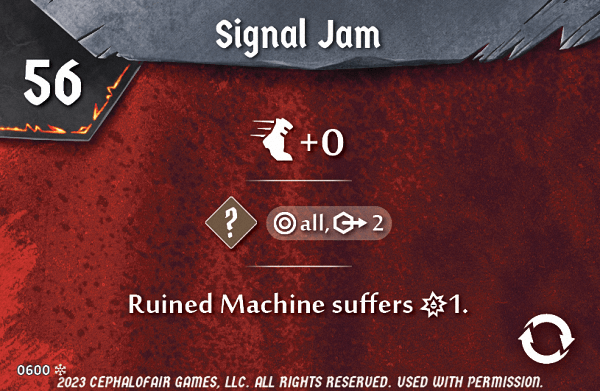 Signal Jam
56
+0
? all, 2
Ruined Machine suffers 1.
0600
2023 CEPHALOFAIR GAMES, LLC. ALL RIGHTS RESERVED. USED WITH PERMISSION.